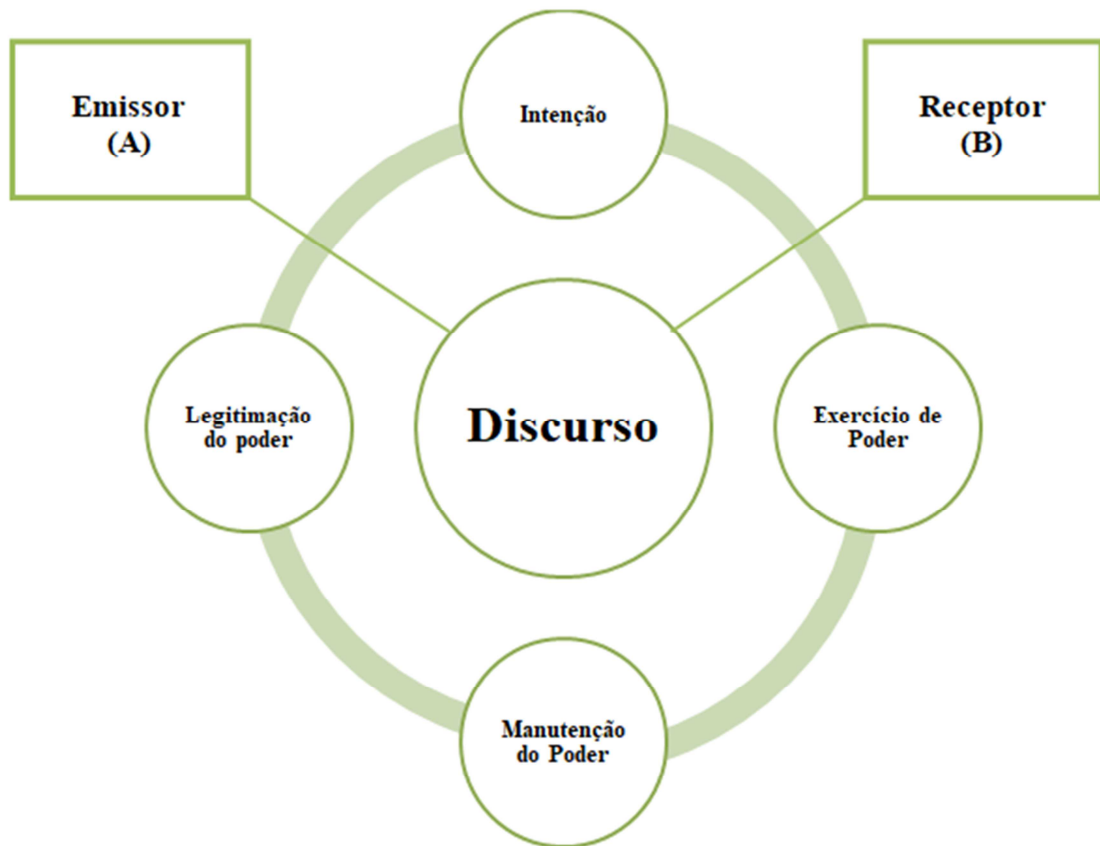 Emissor
(A)
Intenção
Receptor
(B)
Legitimação
do poder
Discurso
Exercício de
Poder
Manutenção
do Poder